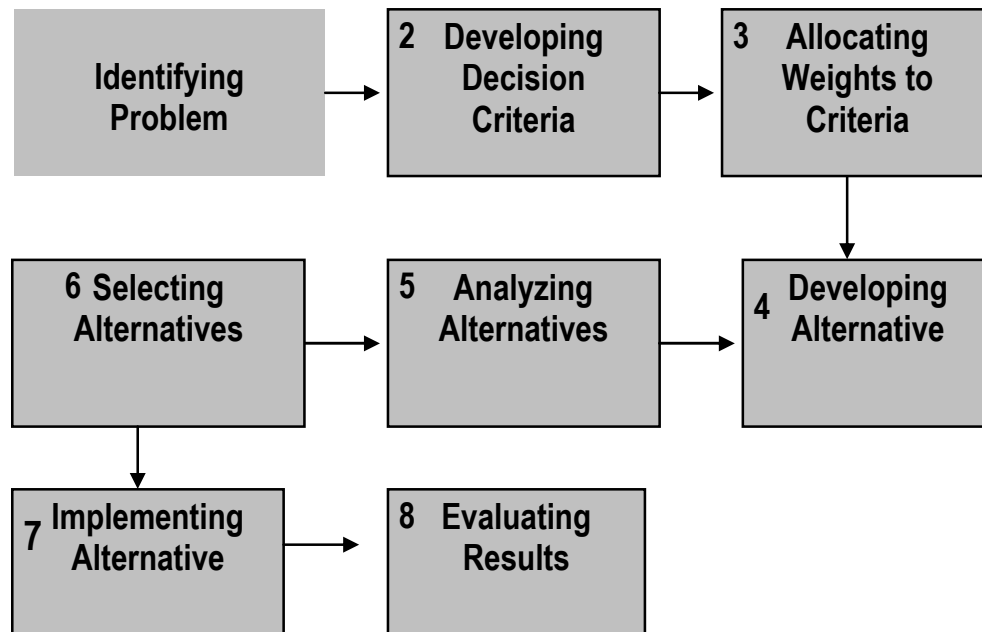 Identifying
Problem
2 Developing
Decision
Criteria
3 Allocating
Weights to
Criteria
6 Selecting
Alternatives
5 Analyzing
Alternatives
4 Developing
Alternative
7 Implementing
Alternative
8 Evaluating
Results